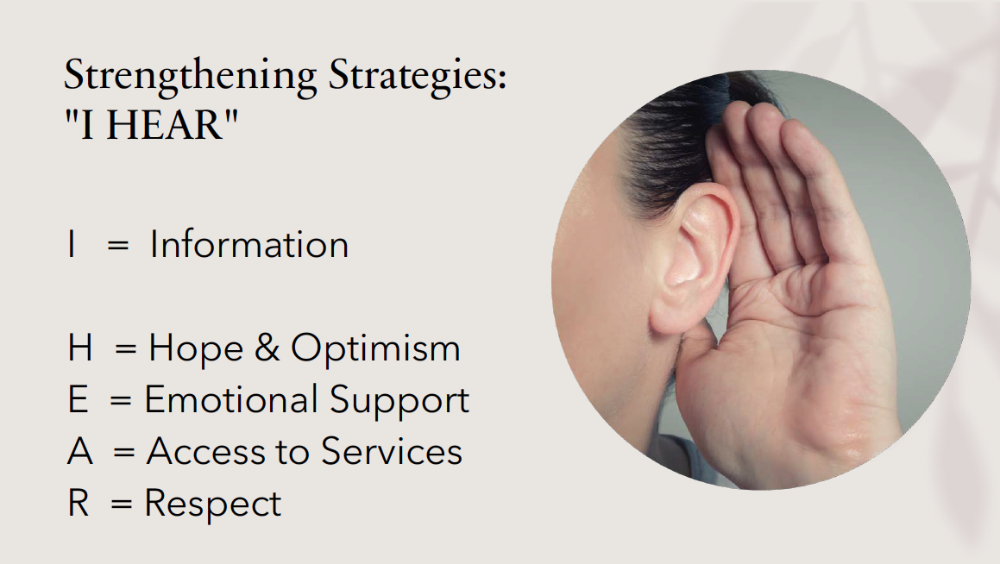 Strengthening Strategies:
"I HEAR"
I = Information
H = Hope & Optimism
E = Emotional Support
A = Access to Services
R = Respect